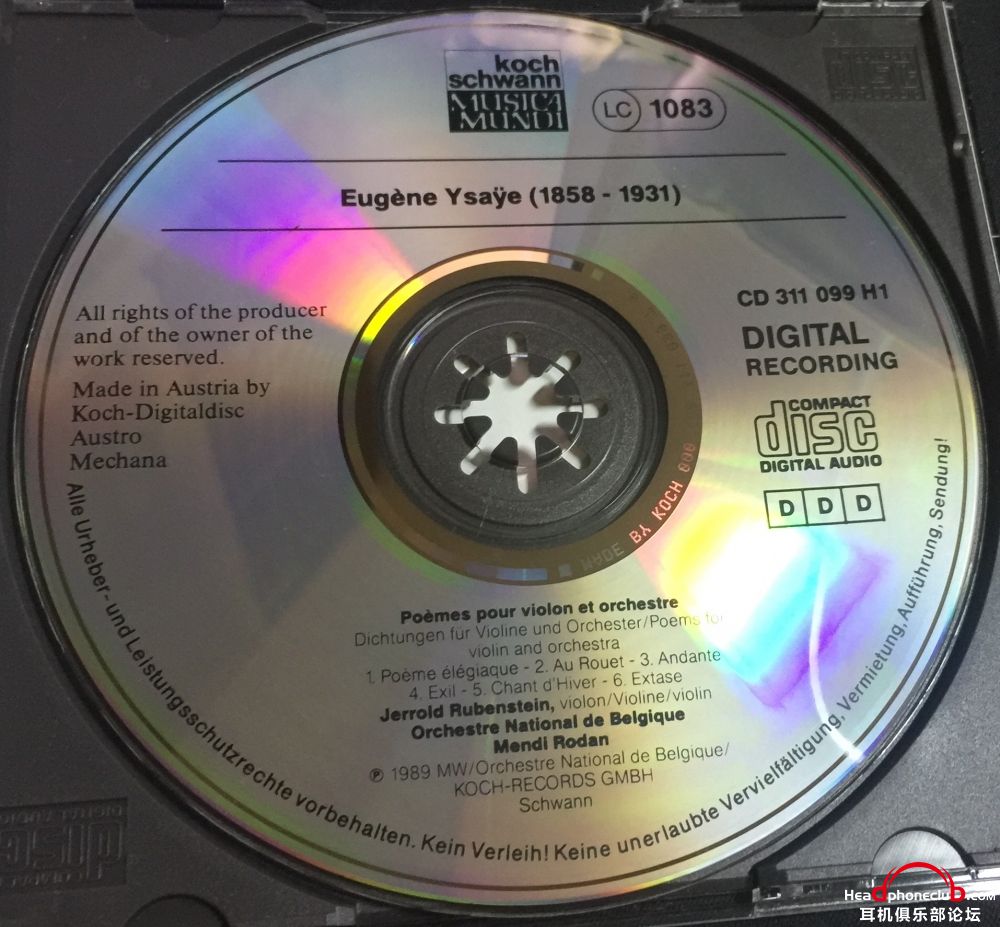 koch
schwann
MUSICA
MUNDI
LC 1083
Eugène Ysaÿe (1858 - 1931)
All rights of the producer
and of the owner of the
work reserved.
Made in Austria by
Koch-Digitaldisc
Austro
Mechana
CD 311 099 H1
DIGITAL
RECORDING
COMPACT
disc
DIGITAL AUDIO
D D D
MADE BY KOCH
Poèmes pour violon et orchestre
Dichtungen für Violine und Orchester/Poems for
violin and orchestra
1. Poème élégiaque - 2. Au Rouet - 3. Andante
4. Exil - 5. Chant d'Hiver - 6. Extase
Jerrold Rubenstein, violon/Violine/violin
Orchestre National de Belgique
Mendi Rodan
℗ 1989 MW/Orchestre National de Belgique/
KOCH-RECORDS GMBH
Schwann
Alle Urheber- und Leistungsschutzrechte vorbehalten. Kein Verleih! Keine unerlaubte Vervielfältigung, Vermietung, Aufführung, Sendung!
Headphoneclub.com
耳机俱乐部论坛